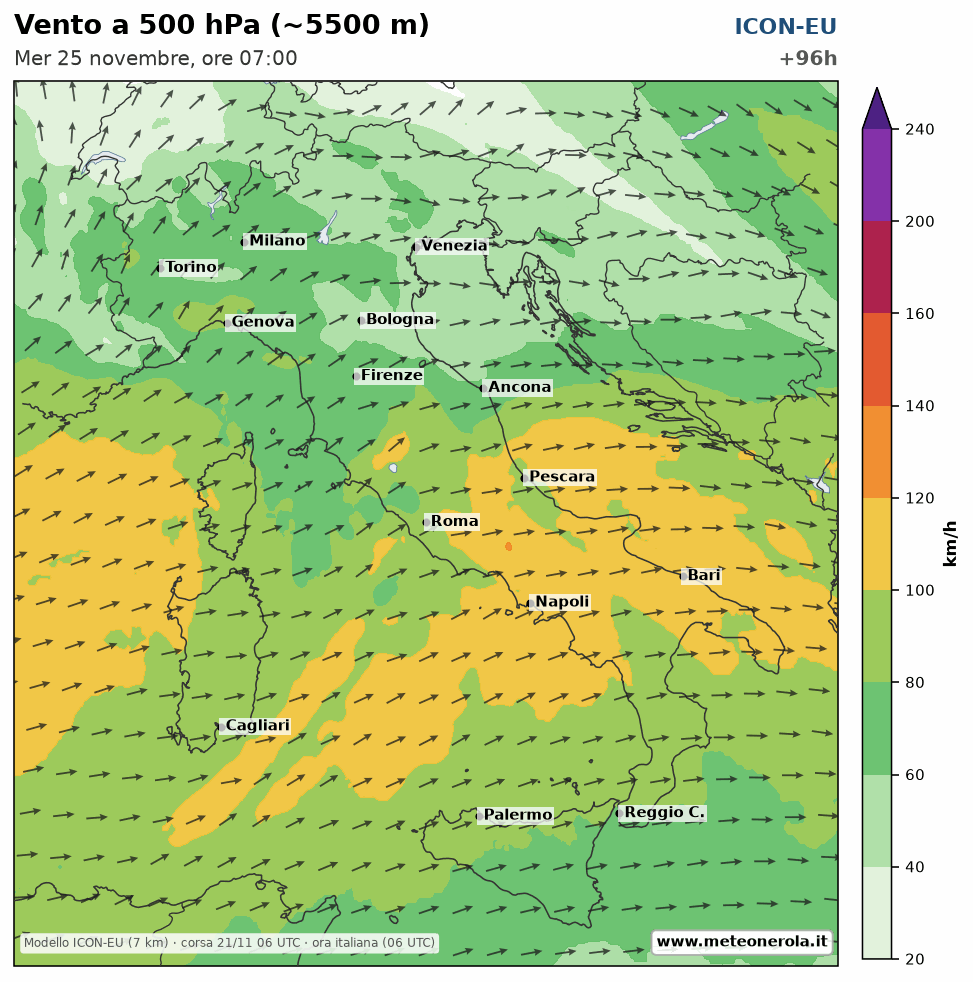 Vento a 500 hPa (~5500 m)
ICON-EU
Mer 25 novembre, ore 07:00
+96h
240
200
160
140
120
100
80
60
40
20
km/h
Milano
Venezia
Torino
Genova
Bologna
Firenze
Ancona
Pescara
Roma
Bari
Napoli
Cagliari
Palermo
Reggio C.
Modello ICON-EU (7 km) · corsa 21/11 06 UTC · ora italiana (06 UTC)
www.meteonerola.it